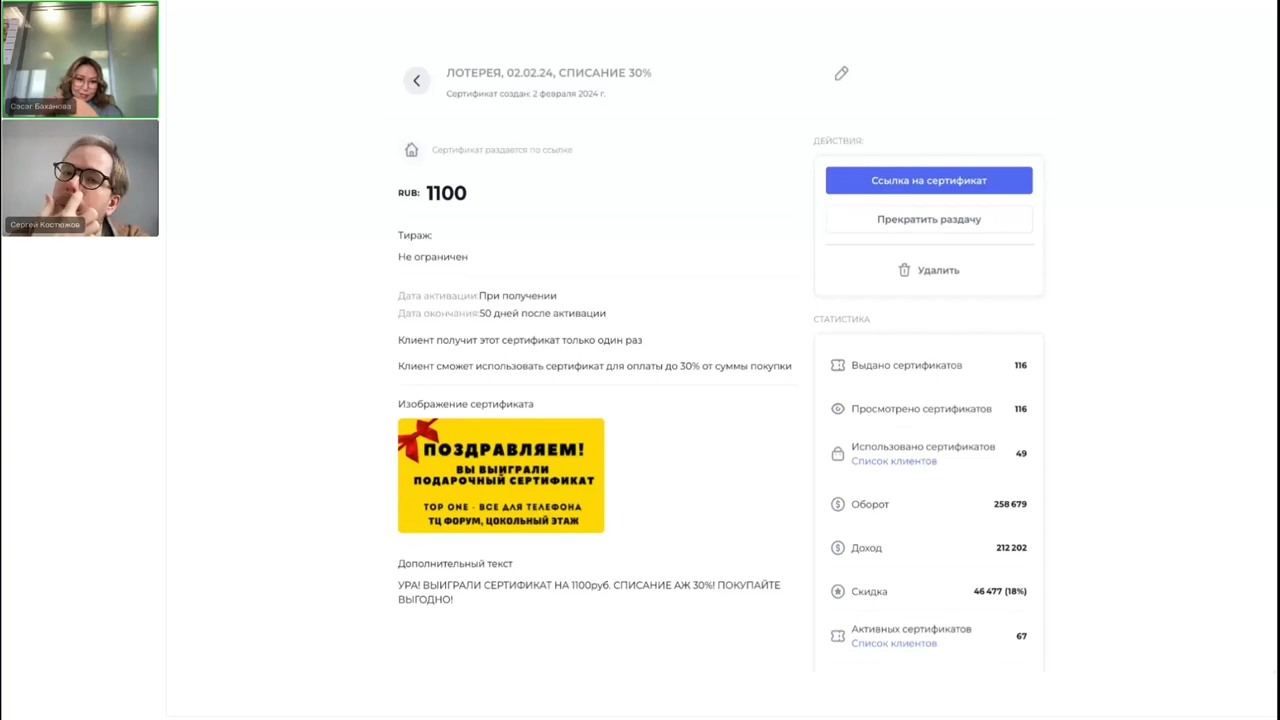 Сэсэг Баханова
Сергей Костюжов
ЛОТЕРЕЯ, 02.02.24, СПИСАНИЕ 30%
Сертификат создан: 2 февраля 2024 г.
Сертификат раздается по ссылке
RUB: 1100
Тираж:
Не ограничен
Дата активации:При получении
Дата окончания:50 дней после активации
Клиент получит этот сертификат только один раз
Клиент сможет использовать сертификат для оплаты до 30% от суммы покупки
Изображение сертификата
ПОЗДРАВЛЯЕМ!
ВЫ ВЫИГРАЛИ
ПОДАРОЧНЫЙ СЕРТИФИКАТ
TOP ONE - ВСЕ ДЛЯ ТЕЛЕФОНА
ТЦ ФОРУМ, ЦОКОЛЬНЫЙ ЭТАЖ
Дополнительный текст
УРА! ВЫИГРАЛИ СЕРТИФИКАТ НА 1100руб. СПИСАНИЕ АЖ 30%! ПОКУПАЙТЕ
ВЫГОДНО!
ДЕЙСТВИЯ:
Ссылка на сертификат
Прекратить раздачу
Удалить
СТАТИСТИКА
Выдано сертификатов 116
Просмотрено сертификатов 116
Использовано сертификатов 49
Список клиентов
Оборот 258 679
Доход 212 202
Скидка 46 477 (18%)
Активных сертификатов 67
Список клиентов